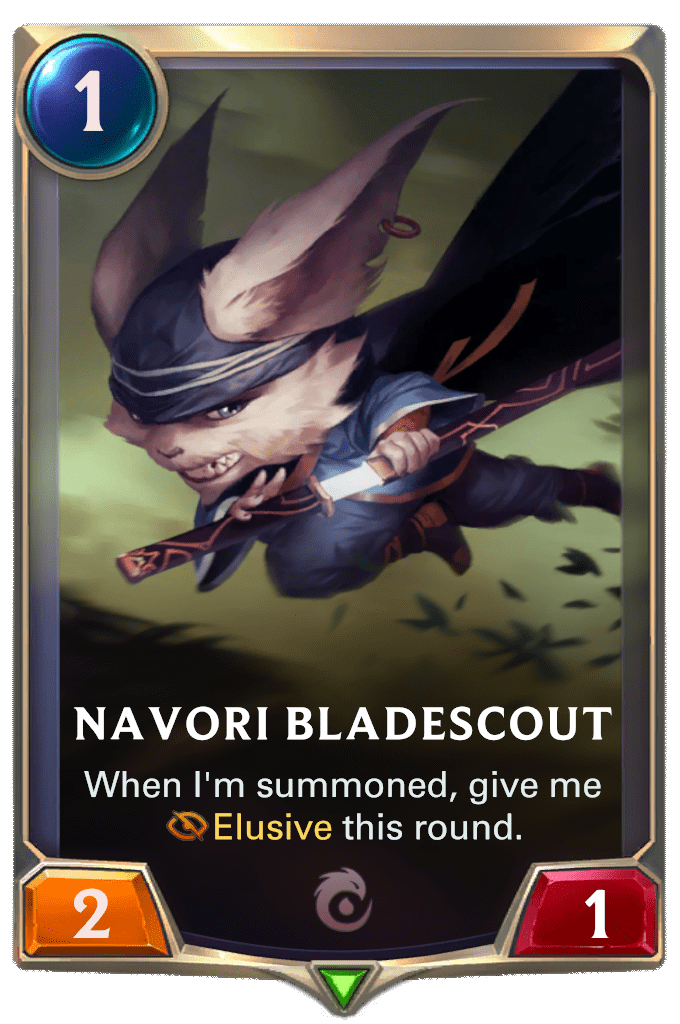 1
NAVORI BLADESCOUT
When I'm summoned, give me
Elusive this round.
2
1